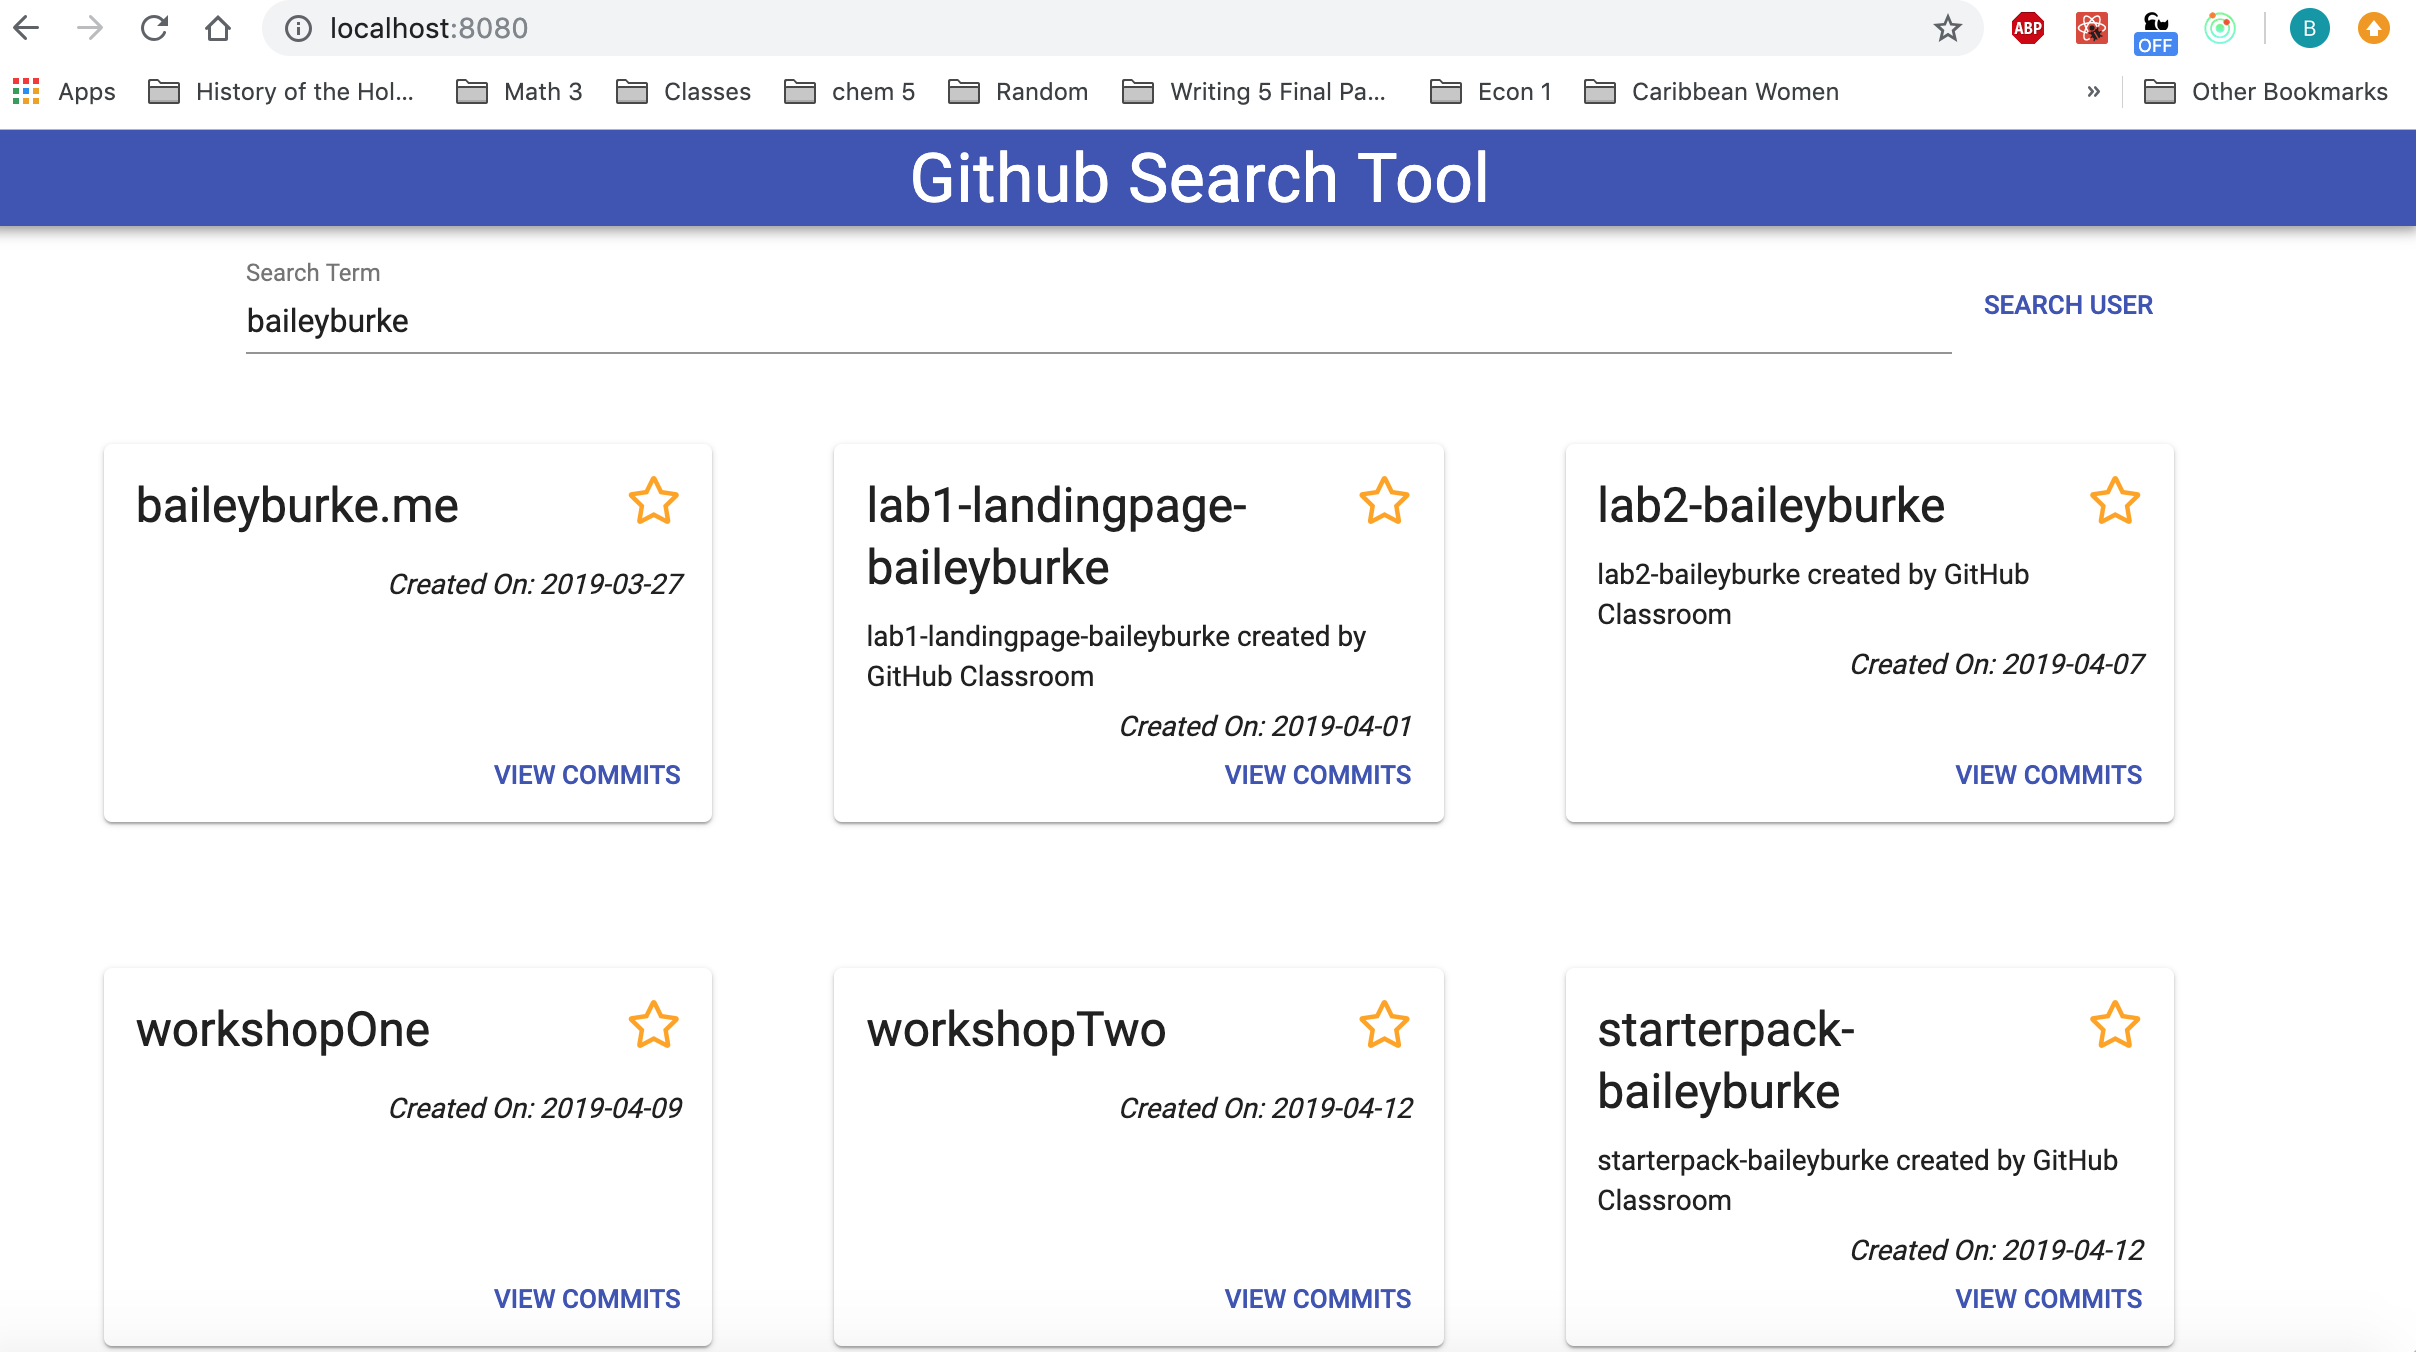 localhost:8080
ABP
OFF
B
Apps
History of the Hol...
Math 3
Classes
chem 5
Random
Writing 5 Final Pa...
Econ 1
Caribbean Women
»
Other Bookmarks
Github Search Tool
Search Term
baileyburke
SEARCH USER
baileyburke.me
Created On: 2019-03-27
VIEW COMMITS
lab1-landingpage-
baileyburke
lab1-landingpage-baileyburke created by
GitHub Classroom
Created On: 2019-04-01
VIEW COMMITS
lab2-baileyburke
lab2-baileyburke created by GitHub
Classroom
Created On: 2019-04-07
VIEW COMMITS
workshopOne
Created On: 2019-04-09
VIEW COMMITS
workshopTwo
Created On: 2019-04-12
VIEW COMMITS
starterpack-
baileyburke
starterpack-baileyburke created by GitHub
Classroom
Created On: 2019-04-12
VIEW COMMITS